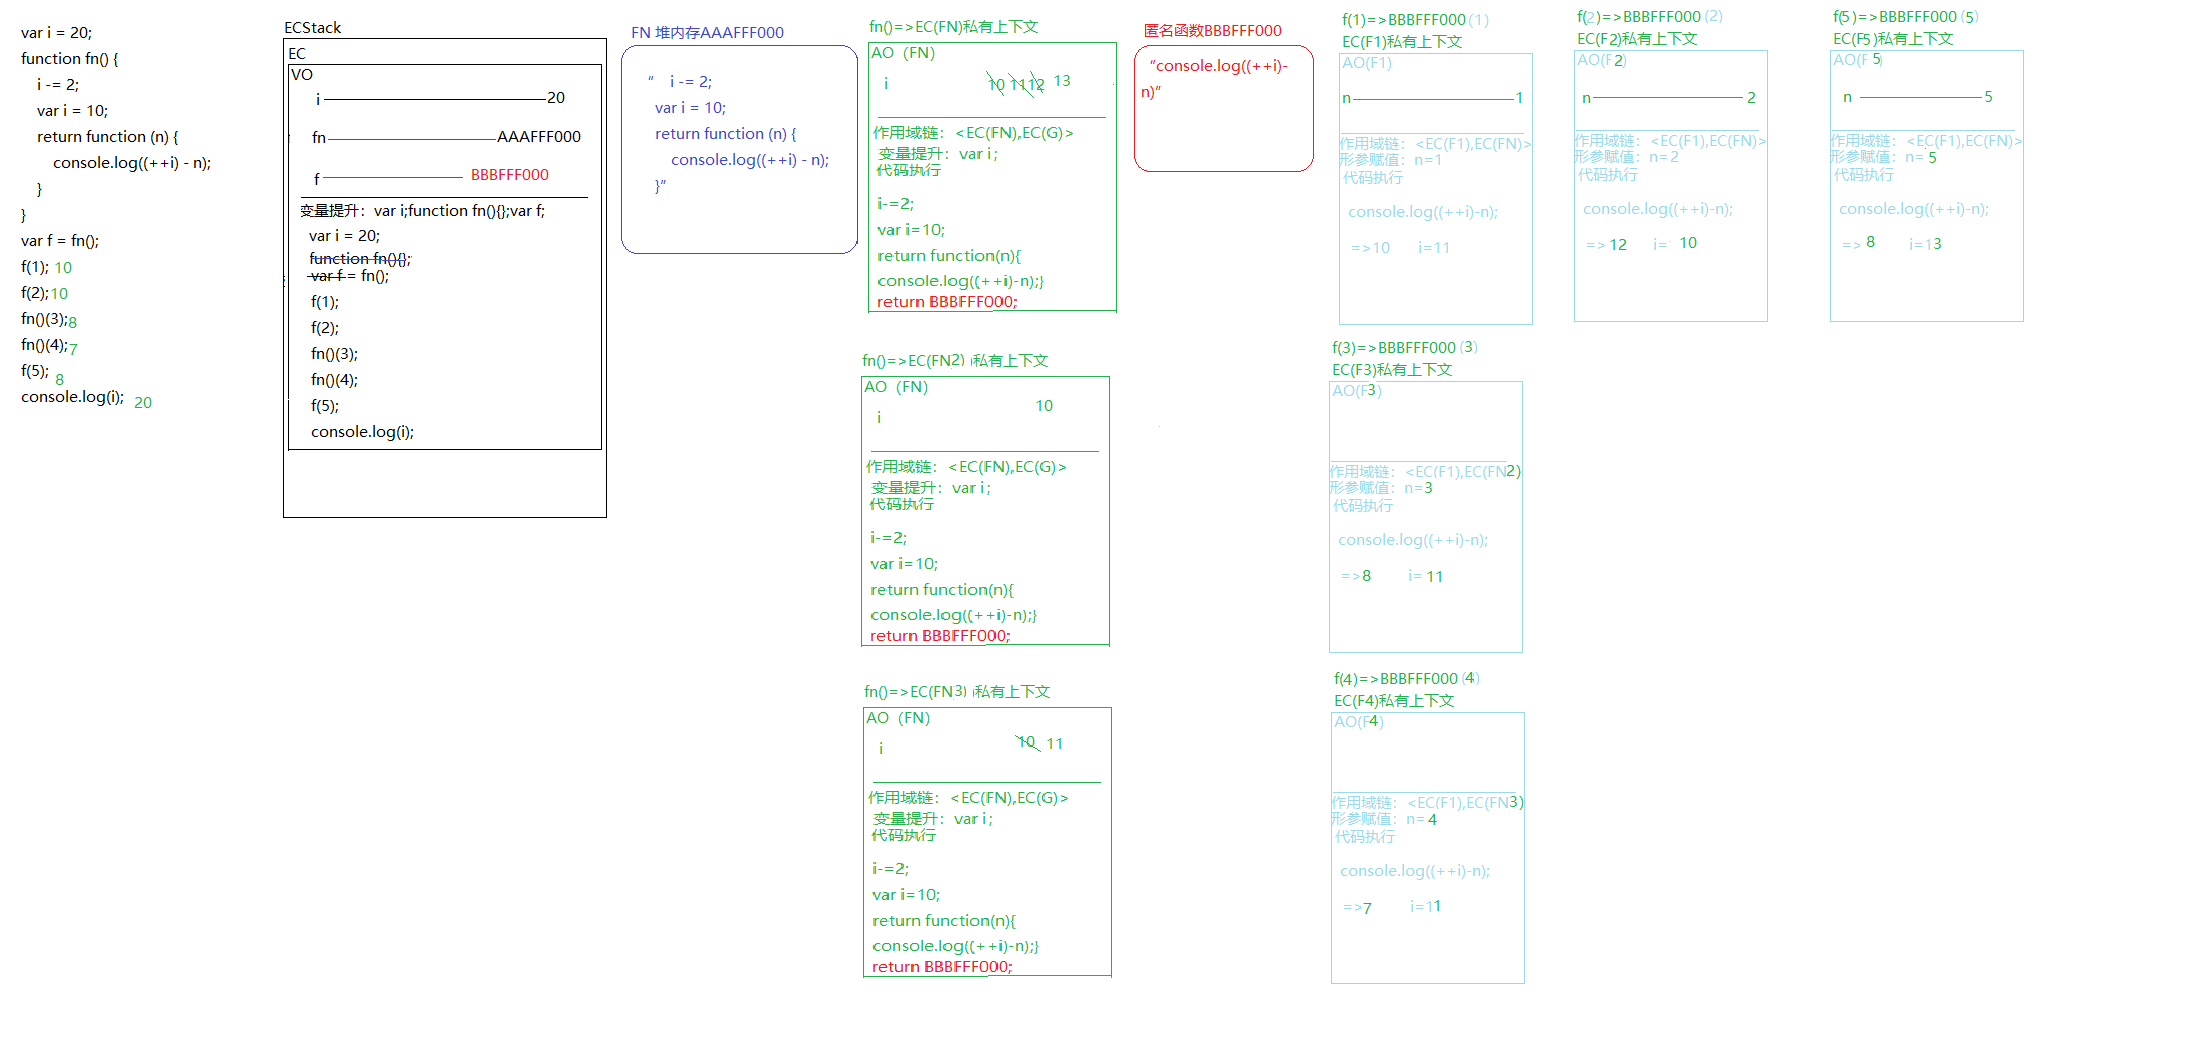 var i = 20;
function fn() {
i -= 2;
var i = 10;
return function (n) {
console.log((++i) - n);
}
}
var f = fn();
f(1); 10
f(2); 10
fn()(3); 8
fn()(4); 7
f(5); 8
console.log(i); 20
ECStack
EC
VO
i 20
fn AAAFFF000
f BBBFFF000
变量提升：var i;function fn(){};var f;
var i = 20;
function fn(){};
var f = fn();
f(1);
f(2);
fn()(3);
fn()(4);
f(5);
console.log(i);
FN 堆内存AAAFFF000
“ i -= 2;
var i = 10;
return function (n) {
console.log((++i) - n);
}”
fn()=>EC(FN)私有上下文
AO（FN）
i 10 11 12 13
作用域链：<EC(FN),EC(G)>
变量提升：var i;
代码执行
i-=2;
var i=10;
return function(n){
console.log((++i)-n);}
return BBBFFF000;
匿名函数BBBFFF000
“console.log((++i)-
n)”
f(1)=>BBBFFF000 (1)
EC(F1)私有上下文
AO(F1)
n 1
作用域链：<EC(F1),EC(FN)>
形参赋值：n=1
代码执行
console.log((++i)-n);
=>10 i=11
f(2)=>BBBFFF000 (2)
EC(F2)私有上下文
AO(F2)
n 2
作用域链：<EC(F1),EC(FN)>
形参赋值：n=2
代码执行
console.log((++i)-n);
=>12 i= 10
f(5)=>BBBFFF000 (5)
EC(F5)私有上下文
AO(F5)
n 5
作用域链：<EC(F1),EC(FN)>
形参赋值：n= 5
代码执行
console.log((++i)-n);
=> 8 i=13
fn()=>EC(FN2)私有上下文
AO（FN）
i 10
作用域链：<EC(FN),EC(G)>
变量提升：var i;
代码执行
i-=2;
var i=10;
return function(n){
console.log((++i)-n);}
return BBBFFF000;
f(3)=>BBBFFF000 (3)
EC(F3)私有上下文
AO(F3)
作用域链：<EC(F1),EC(FN2)
形参赋值：n=3
代码执行
console.log((++i)-n);
=>8 i= 11
fn()=>EC(FN3)私有上下文
AO（FN）
i 10 11
作用域链：<EC(FN),EC(G)>
变量提升：var i;
代码执行
i-=2;
var i=10;
return function(n){
console.log((++i)-n);}
return BBBFFF000;
f(4)=>BBBFFF000 (4)
EC(F4)私有上下文
AO(F4)
作用域链：<EC(F1),EC(FN3)
形参赋值：n=4
代码执行
console.log((++i)-n);
=>7 i=11